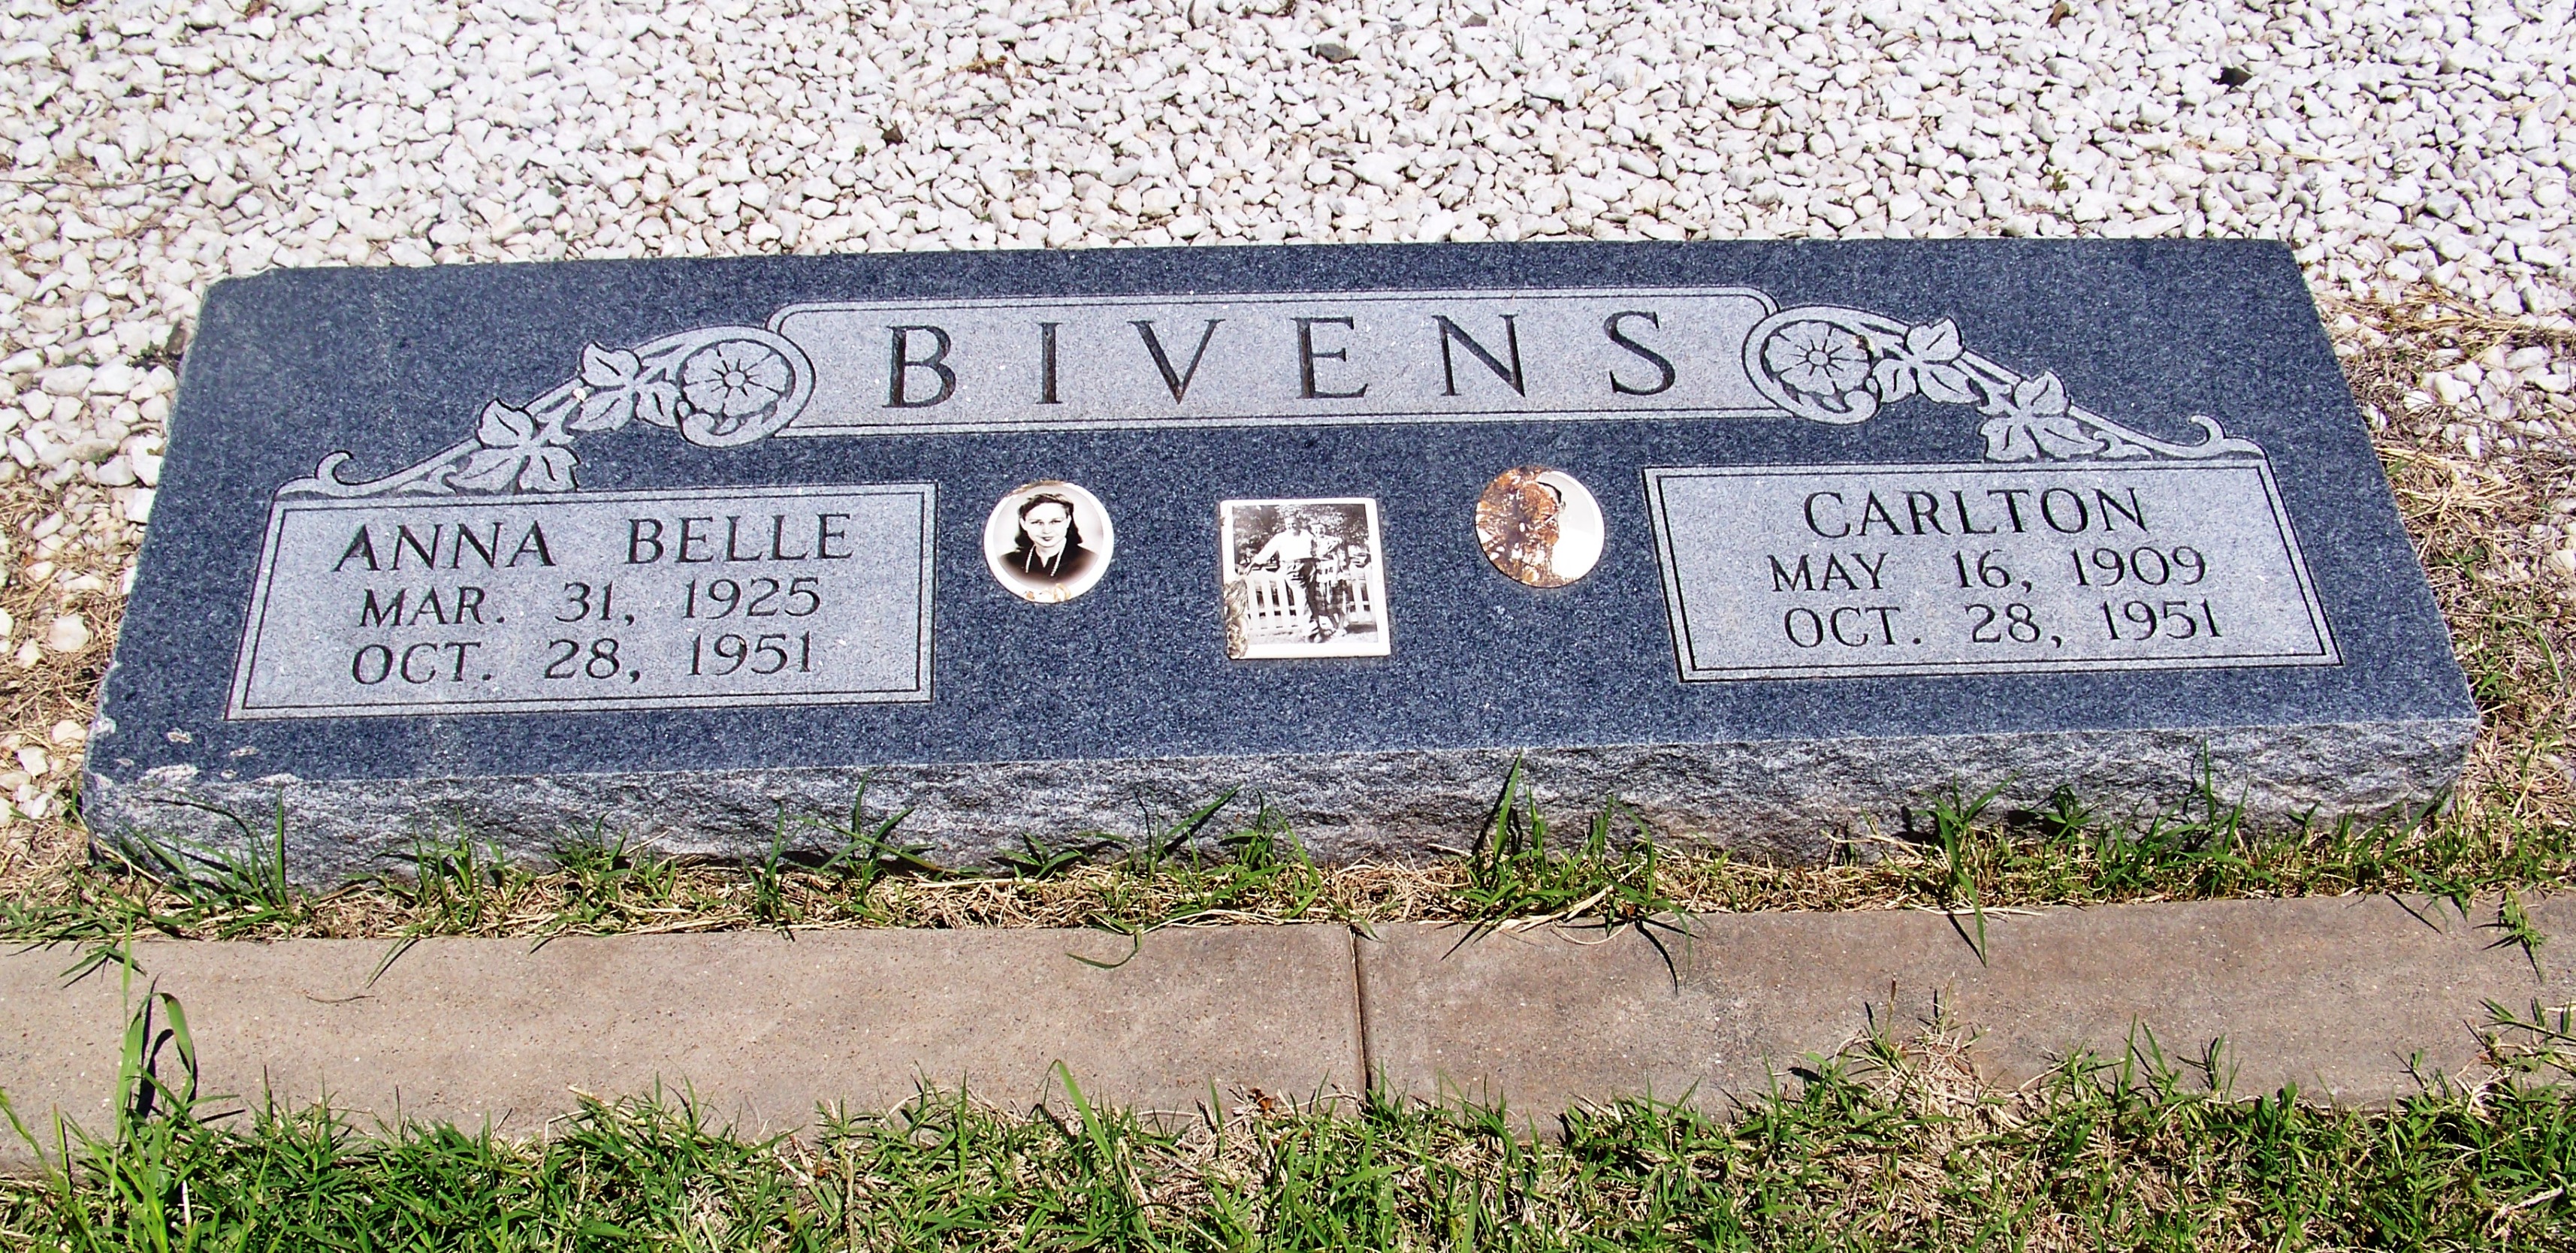 BIVENS
ANNA BELLE
MAR. 31, 1925
OCT. 28, 1951
CARLTON
MAY 16, 1909
OCT. 28, 1951